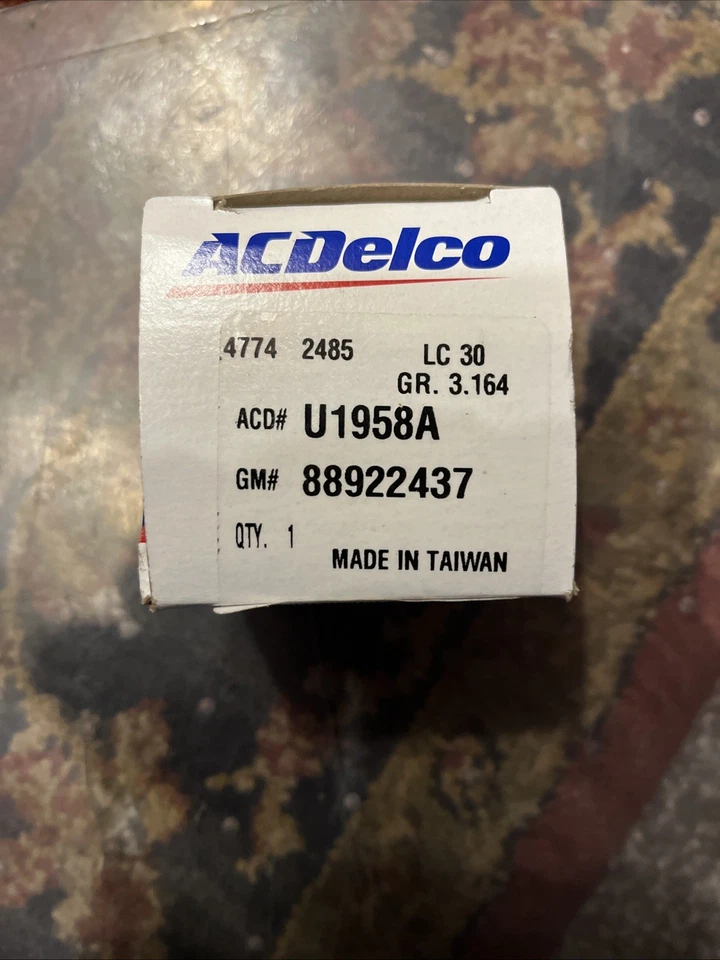 ACDelco
4774 2485 LC 30
GR. 3.164
ACD# U1958A
GM# 88922437
QTY. 1
MADE IN TAIWAN